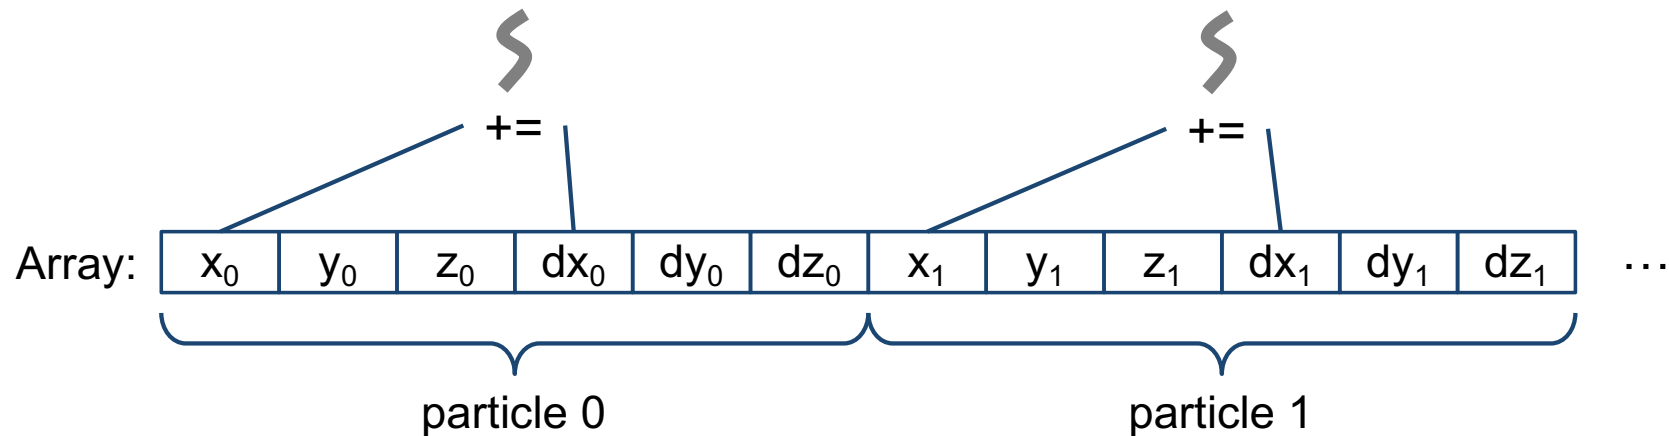 += +=
Array: x₀ y₀ z₀ dx₀ dy₀ dz₀ x₁ y₁ z₁ dx₁ dy₁ dz₁ …
particle 0 particle 1